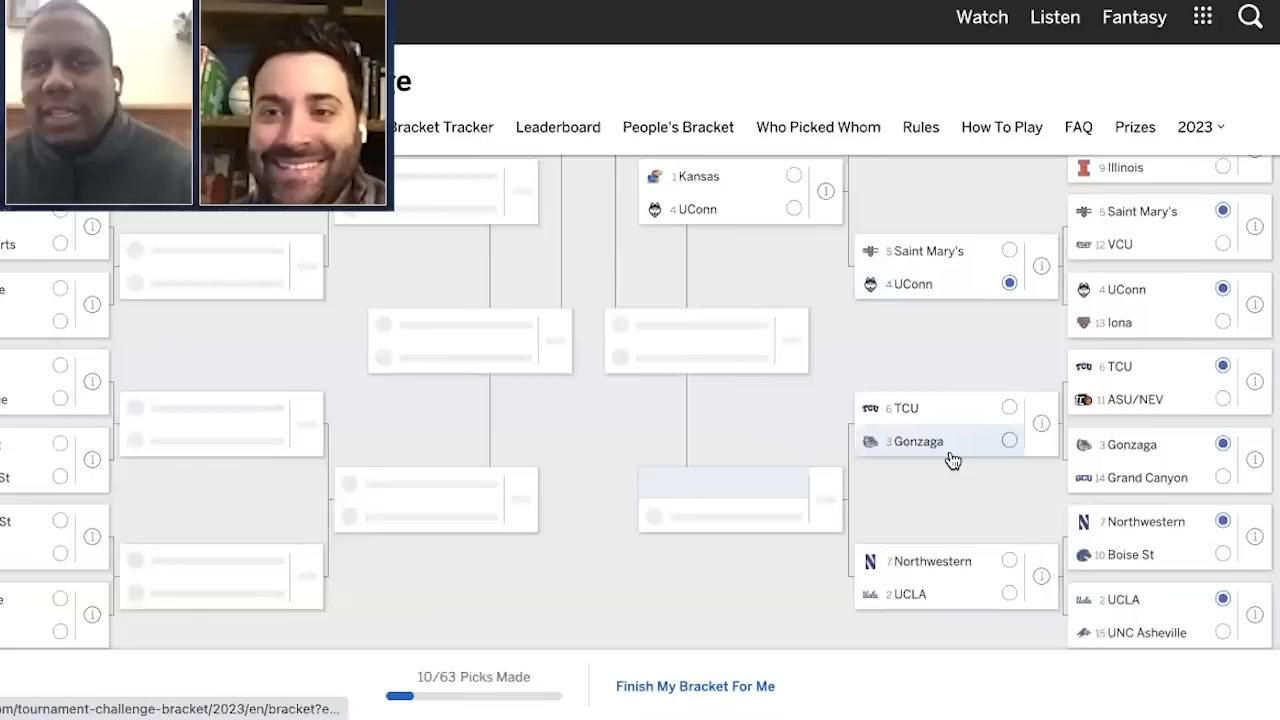 Watch Listen Fantasy
re
Bracket Tracker Leaderboard People's Bracket Who Picked Whom Rules How To Play FAQ Prizes 2023
1 Kansas
4 UConn
5 Saint Mary's
4 UConn
6 TCU
3 Gonzaga
7 Northwestern
2 UCLA
9 Illinois
5 Saint Mary's
12 VCU
4 UConn
13 Iona
6 TCU
11 ASU/NEV
3 Gonzaga
14 Grand Canyon
7 Northwestern
10 Boise St
2 UCLA
15 UNC Asheville
rts
e
ce
St
St
e
10/63 Picks Made
Finish My Bracket For Me
om/tournament-challenge-bracket/2023/en/bracket?e...